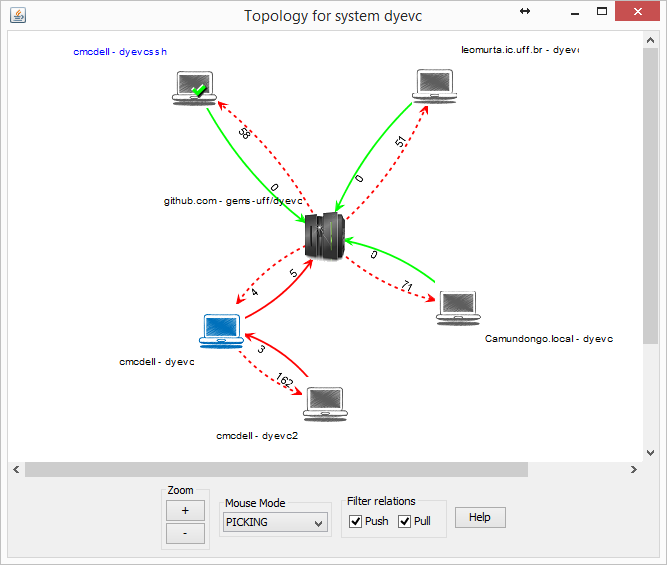 Topology for system dyevc
cmcdell - dyevcssh
leomurta.ic.uff.br - dyevc
58
51
0
0
github.com - gems-uff/dyevc
0
5
71
4
Camundongo.local - dyevc
3
cmcdell - dyevc
162
cmcdell - dyevc2
Zoom
+
-
Mouse Mode
PICKING
Filter relations
Push
Pull
Help